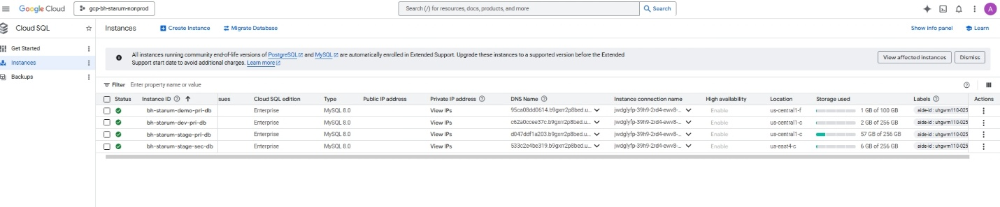 Google Cloud gcp-bh-starum-nonprod Search (/) for resources, docs, products, and more Search A
Cloud SQL Instances Create Instance Migrate Database Show info panel Learn
Get Started
Instances
Backups
All instances running community end-of-life versions of PostgreSQL and MySQL are automatically enrolled in Extended Support. Upgrade these instances to a supported version before the Extended
Support start date to avoid additional charges. Learn more
View affected instances Dismiss
Filter Enter property name or value
Status Instance ID sues Cloud SQL edition Type Public IP address Private IP address DNS Name Instance connection name High availability Location Storage used Labels Actions
bh-starum-demo-pri-db Enterprise MySQL 8.0 View IPs 95ca08dd0614.b9gxrr2p8bed.u... jwdglyfp-39h9-2rd4-ewv8-... Enable us-central1-f 1 GB of 100 GB aide-id : uhgwm110-025
bh-starum-dev-pri-db Enterprise MySQL 8.0 View IPs c62a0ccee37c.b9gxrr2p8bed.u... jwdglyfp-39h9-2rd4-ewv8-... Enable us-central1-c 2 GB of 256 GB aide-id : uhgwm110-025
bh-starum-stage-pri-db Enterprise MySQL 8.0 View IPs d047ddf1a203.b9gxrr2p8bed.u... jwdglyfp-39h9-2rd4-ewv8-... Enable us-central1-c 57 GB of 256 GB aide-id : uhgwm110-025
bh-starum-stage-sec-db Enterprise MySQL 8.0 View IPs 533c2e4be319.b9gxrr2p8bed.u... jwdglyfp-39h9-2rd4-ewv8-... Enable us-east4-c 6 GB of 256 GB aide-id : uhgwm110-025